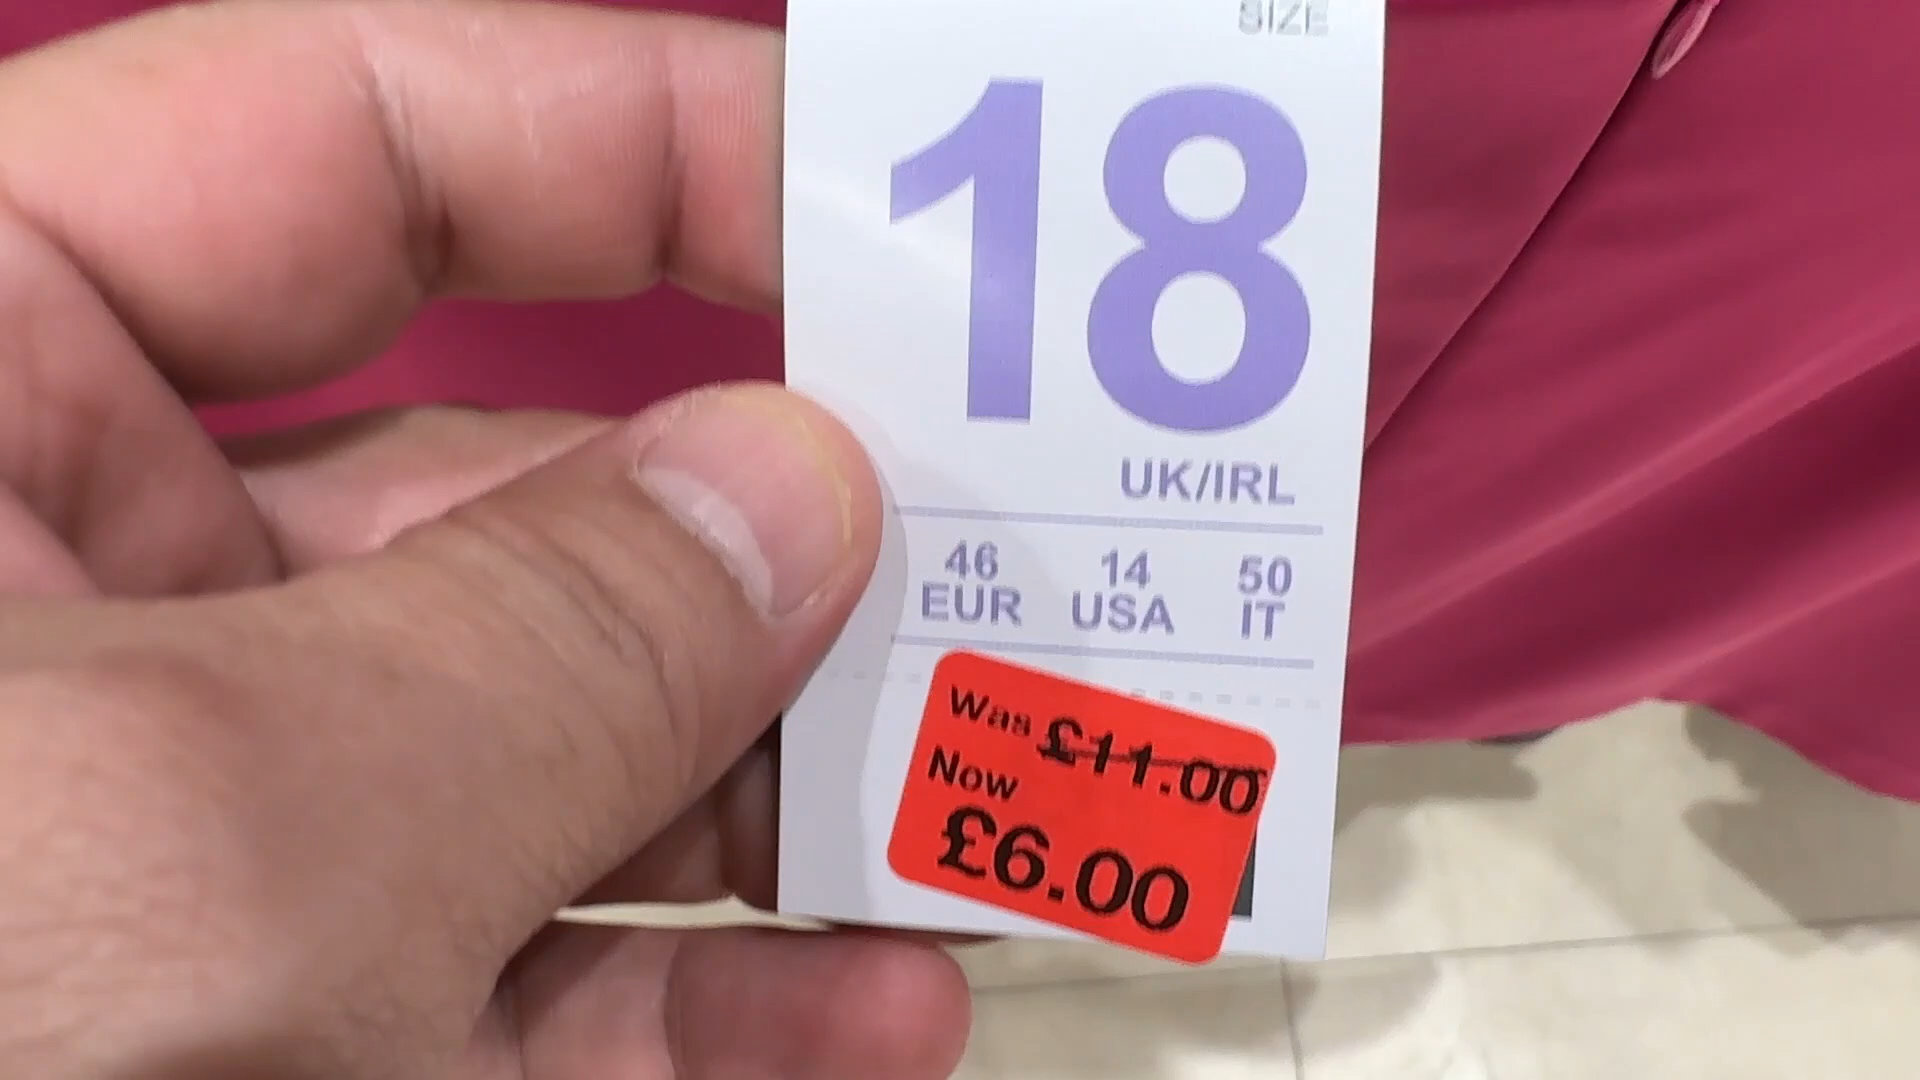 SIZE
18
UK/IRL
46 14 50
EUR USA IT
Was £11.00
Now
£6.00